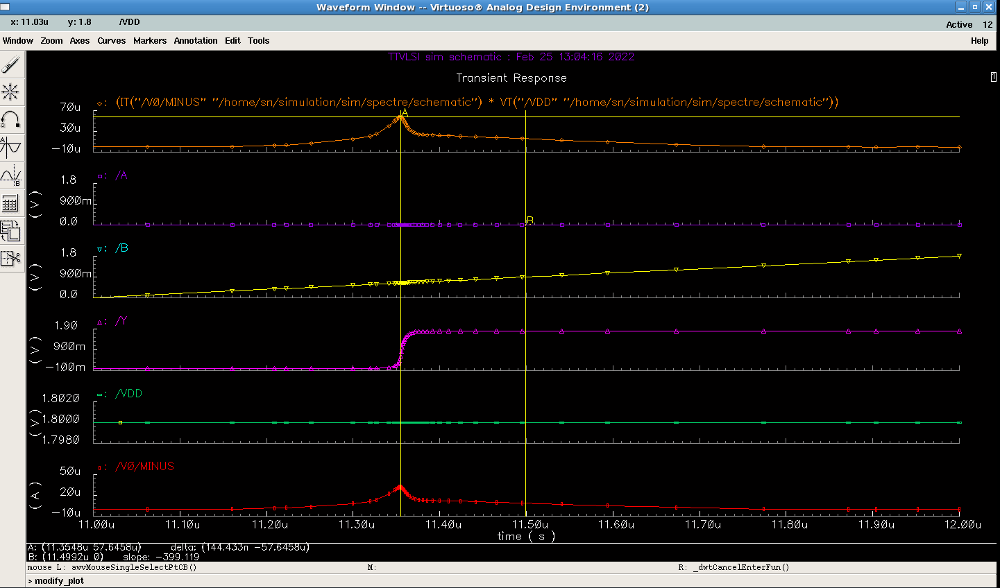 Waveform Window -- Virtuoso® Analog Design Environment (2)
x: 11.03u y: 1.8 /VDD
Active 12
Window Zoom Axes Curves Markers Annotation Edit Tools Help
TTVLSI sim schematic : Feb 25 13:04:16 2022
Transient Response
1
(IT("/V0/MINUS" "/home/sn/simulation/sim/spectre/schematic") * VT("/VDD" "/home/sn/simulation/sim/spectre/schematic"))
70u
A
30u
-10u
: /A
1.8
900m
(V)
B
0.0
: /B
1.8
900m
(V)
0.0
: /Y
1.90
900m
(V)
-100m
: /VDD
1.8020
1.8000
(V)
1.7980
: /V0/MINUS
50u
20u
(A)
-10u
11.00u 11.10u 11.20u 11.30u 11.40u 11.50u 11.60u 11.70u 11.80u 11.90u 12.00u
time ( s )
A: (11.3548u 57.6458u) delta: (144.433n -57.6458u)
B: (11.4992u 0) slope: -399.119
mouse L: awvMouseSingleSelectPtCB() M: R: _dwtCancelEnterFun()
> modify_plot